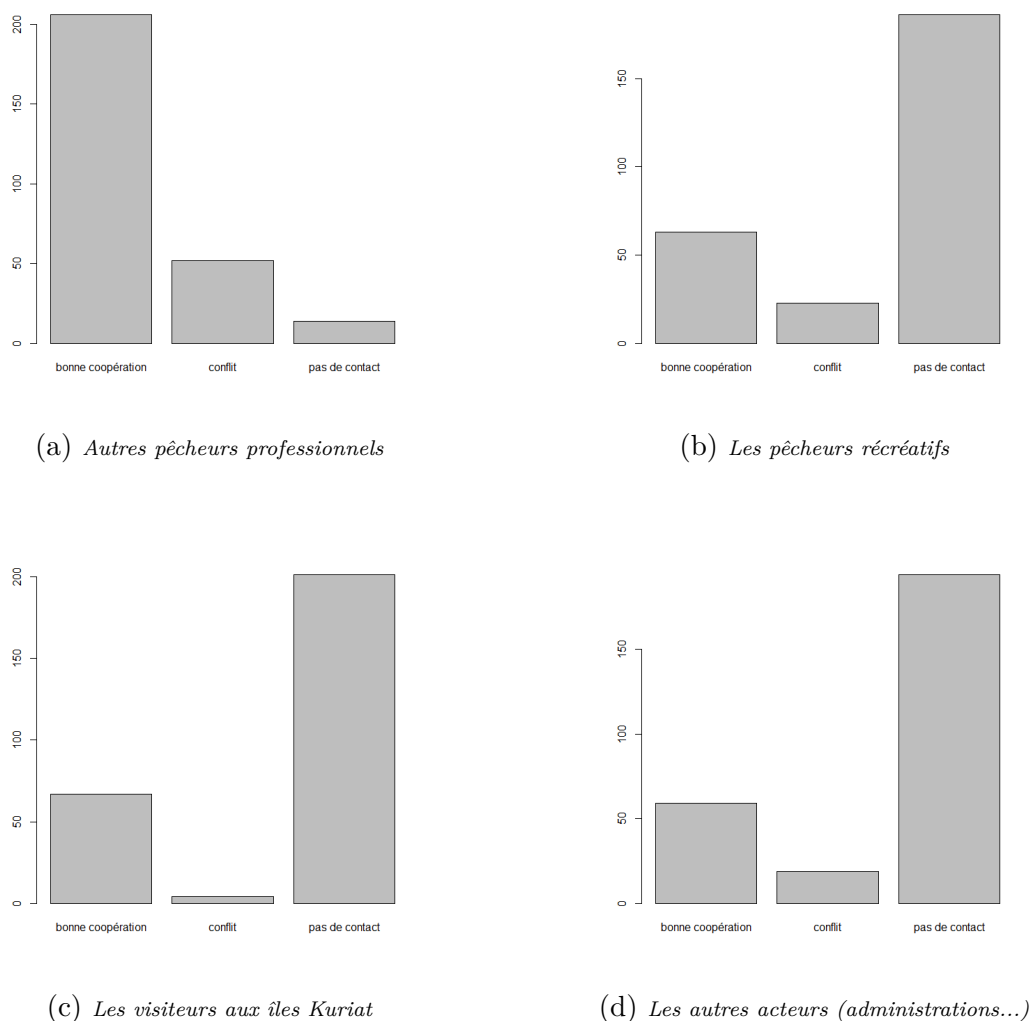 200
150
100
50
0
bonne coopération conflit pas de contact
(a) Autres pêcheurs professionnels
150
100
50
0
bonne coopération conflit pas de contact
(b) Les pêcheurs récréatifs
200
150
100
50
0
bonne coopération conflit pas de contact
(c) Les visiteurs aux îles Kuriat
150
100
50
0
bonne coopération conflit pas de contact
(d) Les autres acteurs (administrations...)